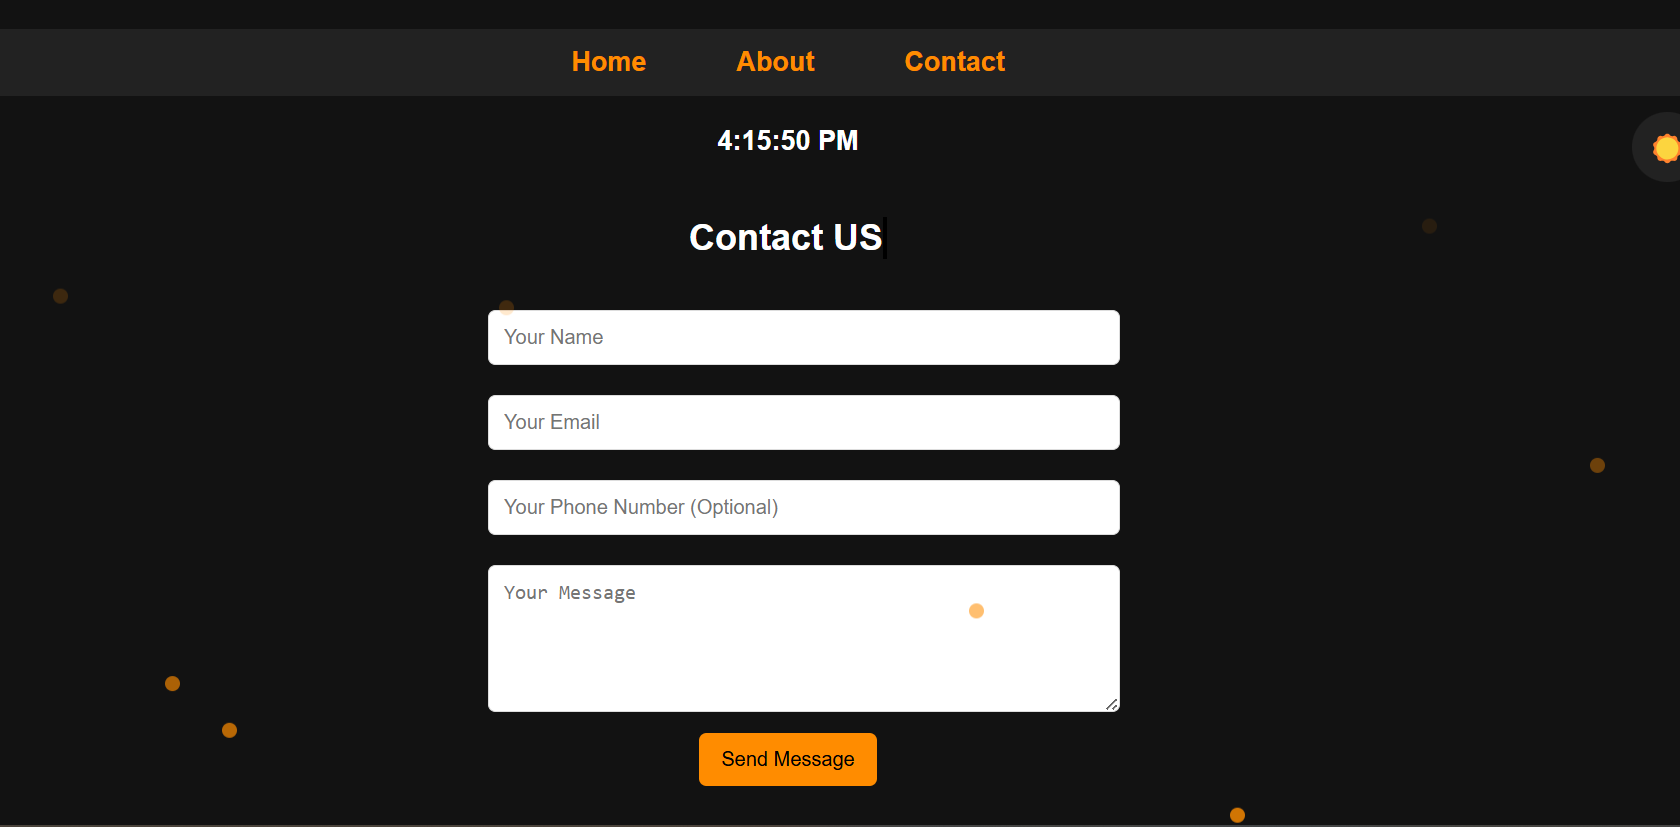 Home About Contact
4:15:50 PM
Contact US
Your Name
Your Email
Your Phone Number (Optional)
Your Message
Send Message